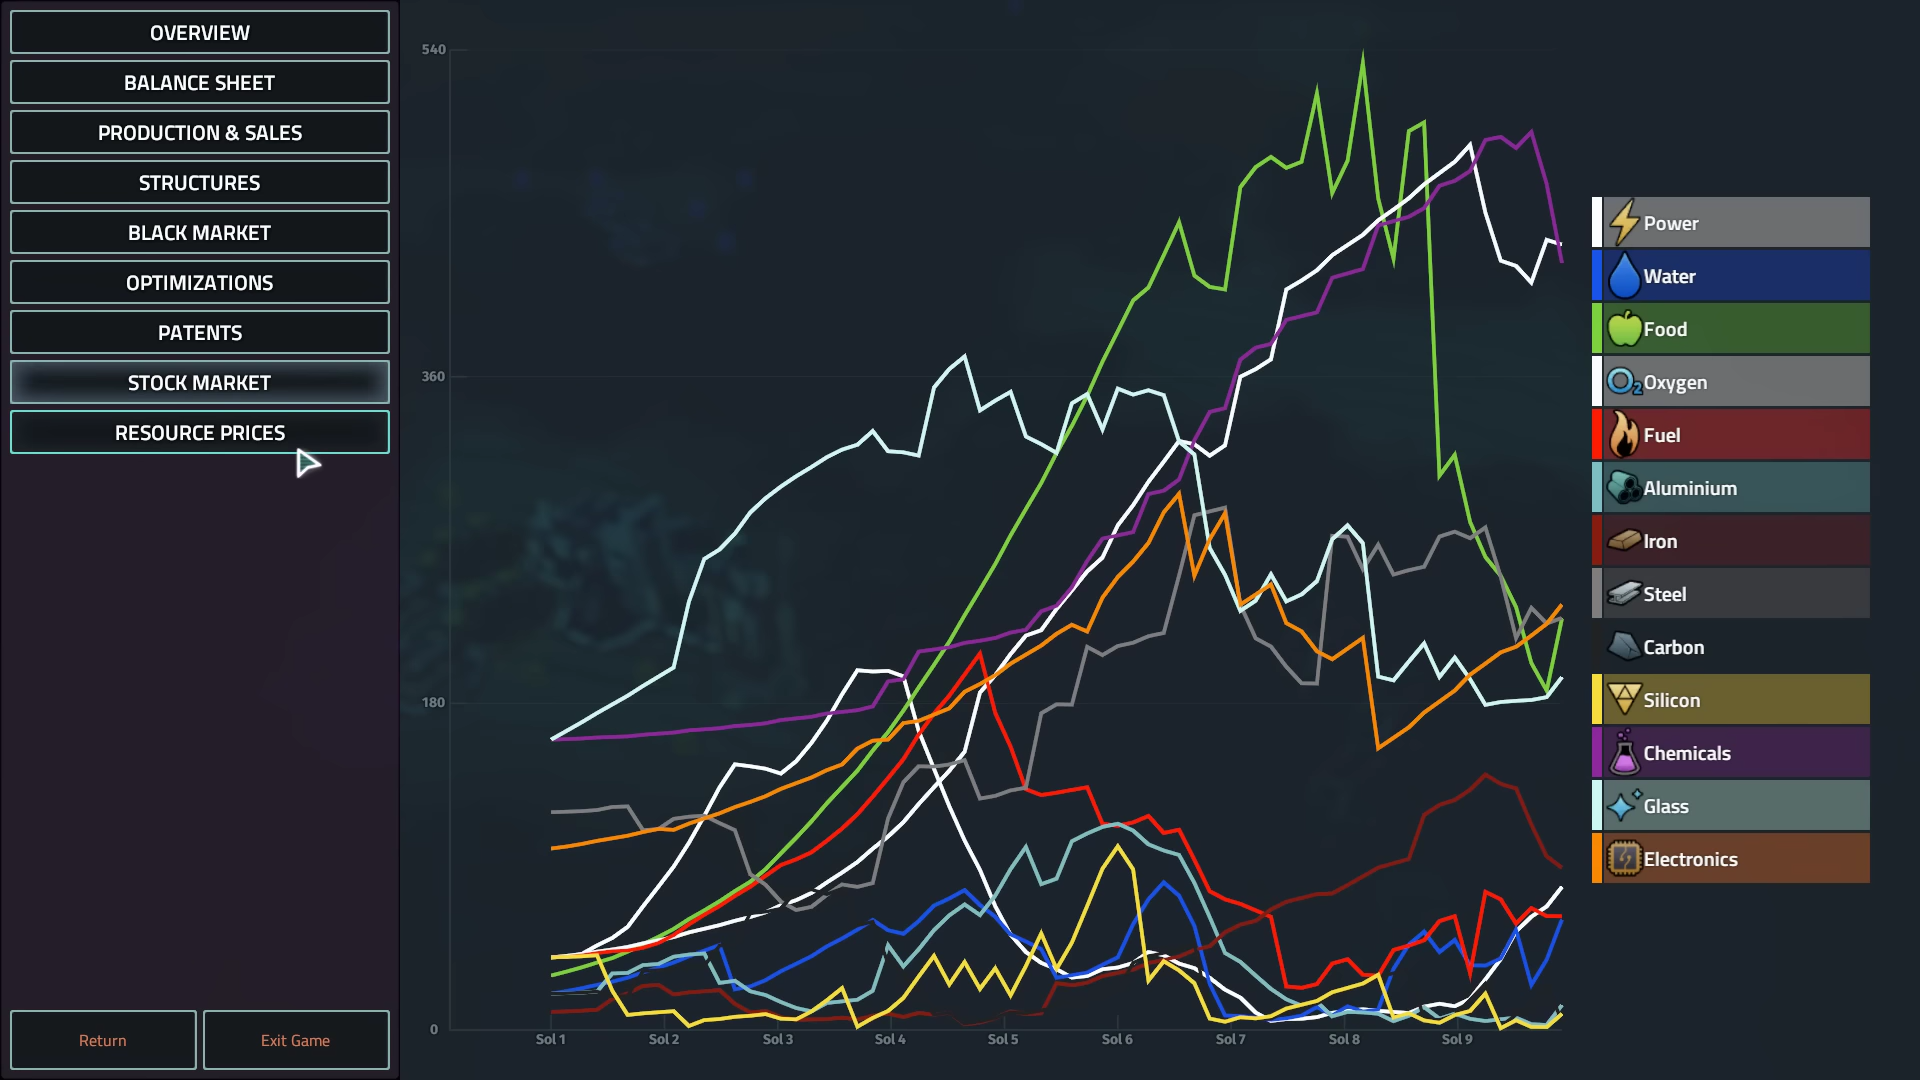 OVERVIEW
BALANCE SHEET
PRODUCTION & SALES
STRUCTURES
BLACK MARKET
OPTIMIZATIONS
PATENTS
STOCK MARKET
RESOURCE PRICES
Return
Exit Game
540
360
180
0
Sol 1
Sol 2
Sol 3
Sol 4
Sol 5
Sol 6
Sol 7
Sol 8
Sol 9
Power
Water
Food
Oxygen
Fuel
Aluminium
Iron
Steel
Carbon
Silicon
Chemicals
Glass
Electronics